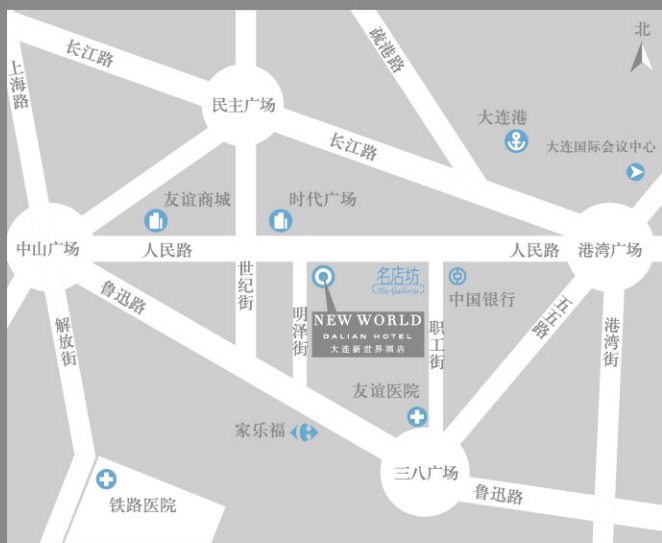 北
长江路
疏港路
上海路
民主广场
大连港
长江路
大连国际会议中心
友谊商城
时代广场
中山广场
人民路
人民路
港湾广场
世纪街
名店坊
The Galleria
中国银行
鲁迅路
明泽街
NEW WORLD
DALIAN HOTEL
大连新世界酒店
职工街
五五路
港湾街
解放街
友谊医院
家乐福
三八广场
鲁迅路
铁路医院